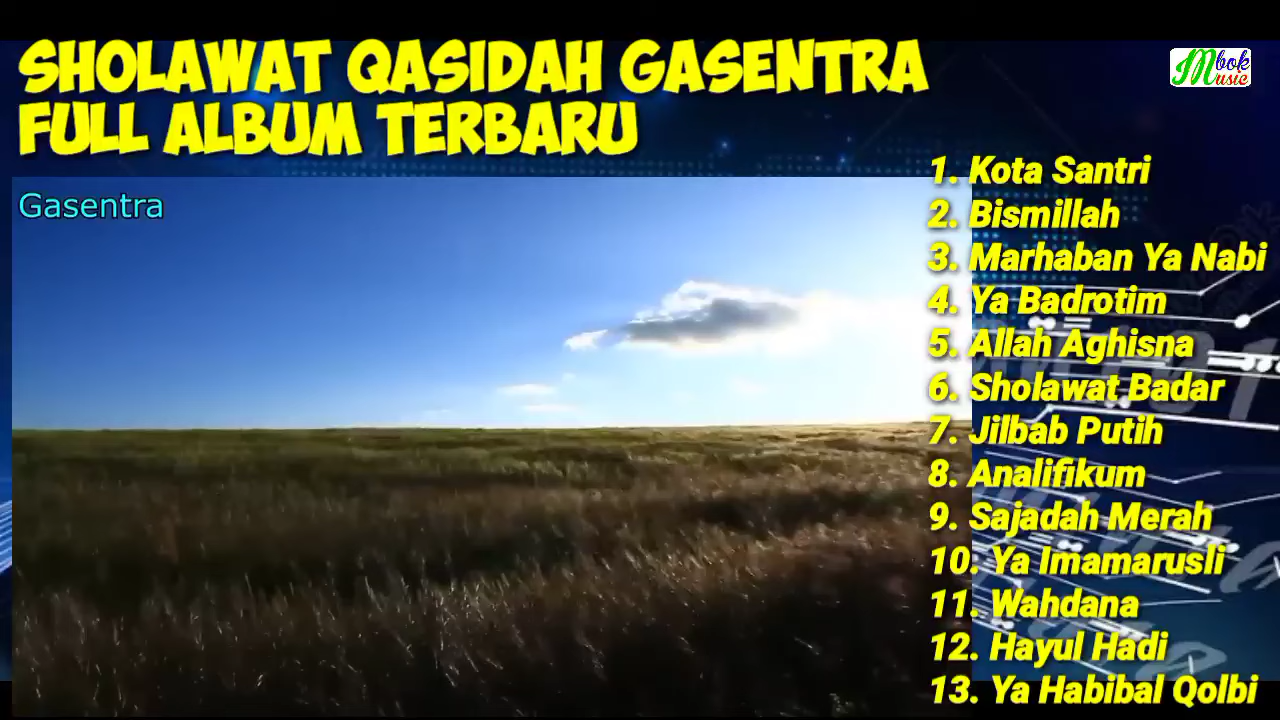 SHOLAWAT QASIDAH GASENTRA
FULL ALBUM TERBARU
Mbok
Music
Gasentra
1. Kota Santri
2. Bismillah
3. Marhaban Ya Nabi
4. Ya Badrotim
5. Allah Aghisna
6. Sholawat Badar
7. Jilbab Putih
8. Analifikum
9. Sajadah Merah
10. Ya Imamarusli
11. Wahdana
12. Hayul Hadi
13. Ya Habibal Qolbi